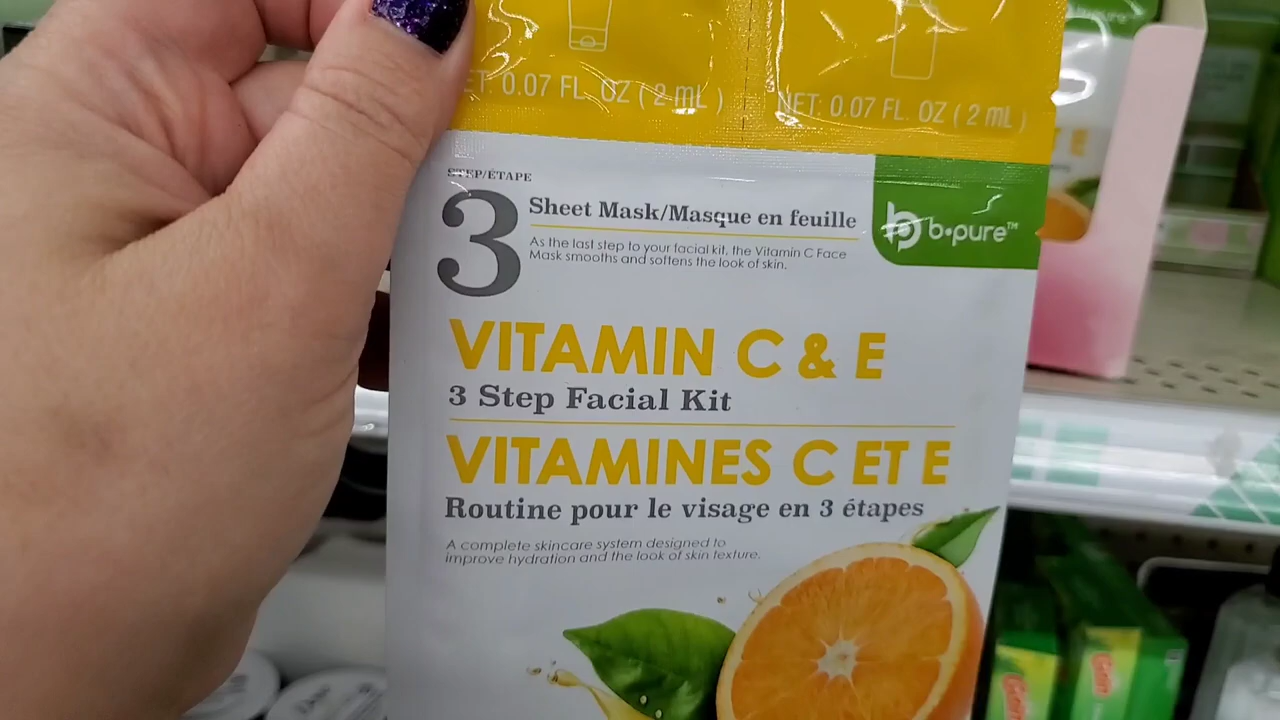 ET: 0.07 FL. OZ ( 2 mL )
NET: 0.07 FL. OZ ( 2 mL )
STEP/ÉTAPE
3
Sheet Mask/Masque en feuille
As the last step to your facial kit, the Vitamin C Face
Mask smooths and softens the look of skin.
b•pure™
VITAMIN C & E
3 Step Facial Kit
VITAMINES C ET E
Routine pour le visage en 3 étapes
A complete skincare system designed to
improve hydration and the look of skin texture.